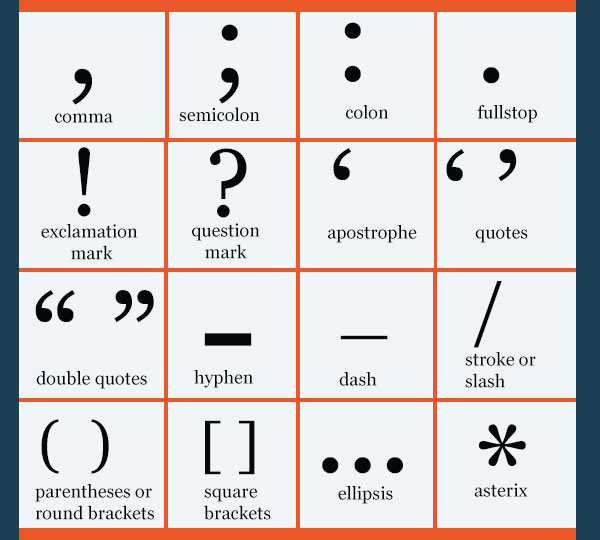 , ; : .
comma semicolon colon fullstop
! ? ‘ ‘ ’
exclamation
mark
question
mark
apostrophe quotes
“ ” - – /
double quotes hyphen dash
stroke or
slash
( ) [ ] ... *
parentheses or
round brackets
square
brackets
ellipsis asterix